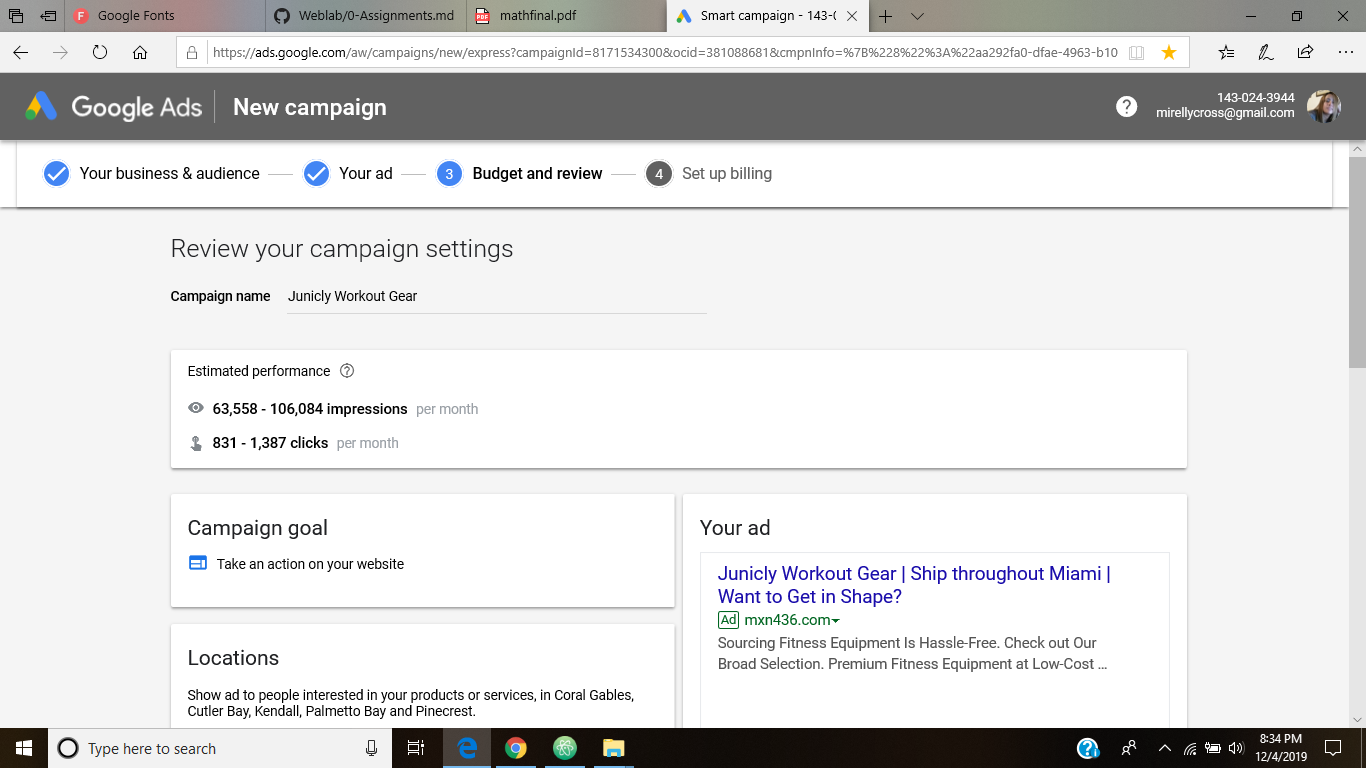 Google Fonts
Weblab/0-Assignments.md
mathfinal.pdf
Smart campaign - 143-0
https://ads.google.com/aw/campaigns/new/express?campaignId=8171534300&ocid=381088681&cmpnInfo=%7B%228%22%3A%22aa292fa0-dfae-4963-b10
Google Ads
New campaign
?
143-024-3944
mirellycross@gmail.com
Your business & audience
Your ad
3 Budget and review
4 Set up billing
Review your campaign settings
Campaign name Junicly Workout Gear
Estimated performance ?
63,558 - 106,084 impressions per month
831 - 1,387 clicks per month
Campaign goal
Take an action on your website
Locations
Show ad to people interested in your products or services, in Coral Gables,
Cutler Bay, Kendall, Palmetto Bay and Pinecrest.
Your ad
Junicly Workout Gear | Ship throughout Miami |
Want to Get in Shape?
Ad mxn436.com
Sourcing Fitness Equipment Is Hassle-Free. Check out Our
Broad Selection. Premium Fitness Equipment at Low-Cost ...
Type here to search
8:34 PM
12/4/2019